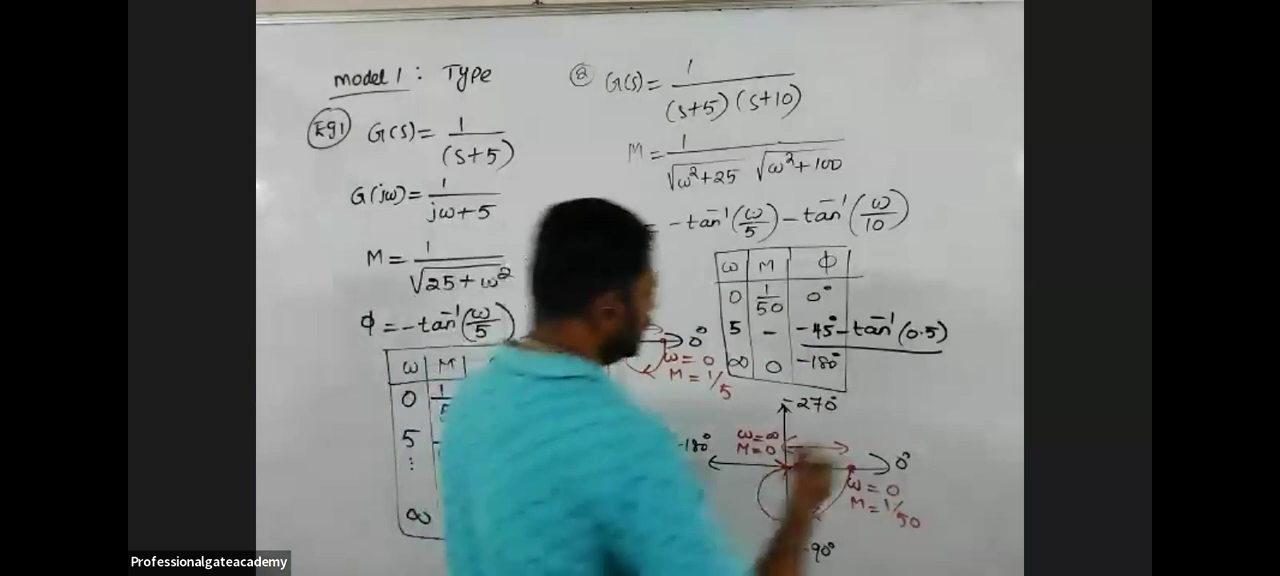 model 1 : Type
Eg1 G(s)= 1/(s+5)
G(jω)= 1/jω+5
M = 1/√25+ω²
ϕ = -tan⁻¹(ω/5)
ω M
0 1/5
5
⋮
∞
0°
ω = 0
M = 1/5
② G(s)= 1/(s+5)(s+10)
M = 1/√ω²+25 √ω²+100
= -tan⁻¹(ω/5) - tan⁻¹(ω/10)
ω M ϕ
0 1/50 0°
5 - -45°-tan⁻¹(0.5)
∞ 0 -180°
-270°
ω=∞
M=0
-180°
0°
ω = 0
M = 1/50
-90°
Professionalgateacademy